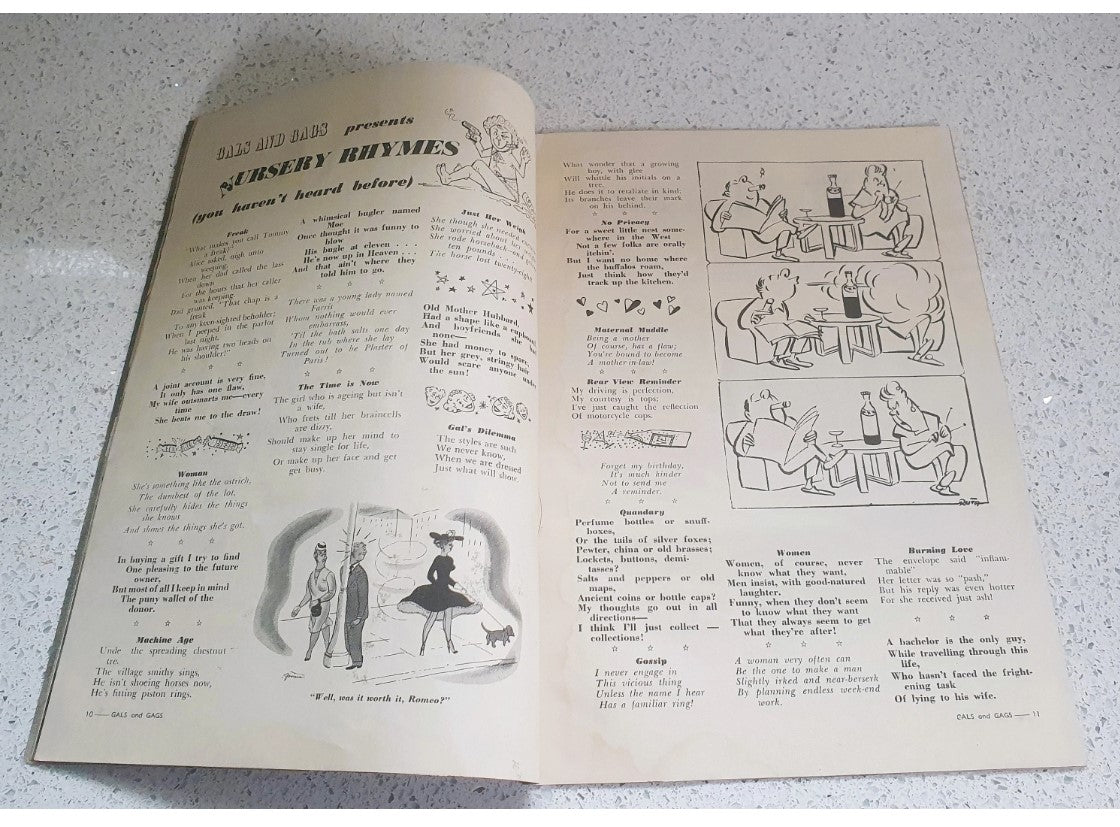 GALS AND GAGS presents
NURSERY RHYMES
(you haven't heard before)
Freak
"What makes you call Tommy
a freak?"
Alice asked, nigh unto
weeping.
When her dad called the lass
down
For the hours that her caller
was keeping.
Dad grunted, "That chap is a
freak
To any keen-sighted beholder;
When I peeped in the parlor
last night,
He was having two heads on
his shoulder!"
A joint account is very fine,
It only has one flaw,
My wife outsmarts me—every
time
She beats me to the draw!
Woman
She's something like the ostrich,
The dumbest of the lot,
She carefully hides the things
she knows
And shows the things she's got.
In buying a gift I try to find
One pleasing to the future
owner,
But most of all I keep in mind
The puny wallet of the
donor.
Machine Age
Under the spreading chestnut
tree,
The village smithy sings,
He isn't shoeing horses now,
He's fitting piston rings.
A whimsical bugler named
Moe
Once thought it was funny to
blow
His bugle at eleven . . . .
He's now up in Heaven . . .
And that ain't where they
told him to go.
There was a young lady named
Farris
Whom nothing would ever
embarrass,
'Til the bath salts one day
In the tub where she lay
Turned out to be Plaster of
Paris!
The Time is Now
The girl who is ageing but isn't
a wife,
Who frets till her braincells
are dizzy,
Should make up her mind to
stay single for life,
Or make up her face and get
get busy.
Just Her
She though she needed
She worried about her
She rode horseback
ten pounds
The horse lost
Old Mother Hubbard,
Had a shape like a cupboard
And boyfriends she had
none—
She had money to spare,
But her grey, stringy hair
Would scare anyone under
the sun!
Gal's Dilemma
The styles are such
We never know,
When we are dressed
Just what will show.
"Well, was it worth it, Romeo?"
10 — GALS and GAGS
What wonder that a growing
boy, with glee
Will whittle his initials on a
tree.
He does it to retaliate in kind;
Its branches leave their mark
on his behind.
No Privacy
For a sweet little nest some-
where in the West
Not a few folks are orally
itchin'.
But I want no home where
the buffalos roam,
Just think how they'd
track up the kitchen.
Maternal Muddle
Being a mother
Of course, has a flaw;
You're bound to become
A mother-in-law!
Rear View Reminder
My driving is perfection,
My courtesy is tops;
I've just caught the reflection
Of motorcycle cops.
Forget my birthday,
It's much kinder
Not to send me
A reminder.
Quandary
Perfume bottles or snuff-
boxes,
Or the tails of silver foxes;
Pewter, china or old brasses;
Lockets, buttons, demi-
tasses?
Salts and peppers or old
maps,
Ancient coins or bottle caps?
My thoughts go out in all
directions—
I think I'll just collect —
collections!
Gossip
I never engage in
This vicious thing
Unless the name I hear
Has a familiar ring!
Women
Women, of course, never
know what they want,
Men insist, with good-natured
laughter.
Funny, when they don't seem
to know what they want
That they always seem to get
what they're after!
A woman very often can
Be the one to make a man
Slightly irked and near-berserk
By planning endless week-end
work.
Burning Love
The envelope said "inflam-
mable"
Her letter was so "pash,"
But his reply was even hotter
For she received just ash!
A bachelor is the only guy,
While travelling through this
life,
Who hasn't faced the fright-
ening task
Of lying to his wife.
GALS and GAGS — 11